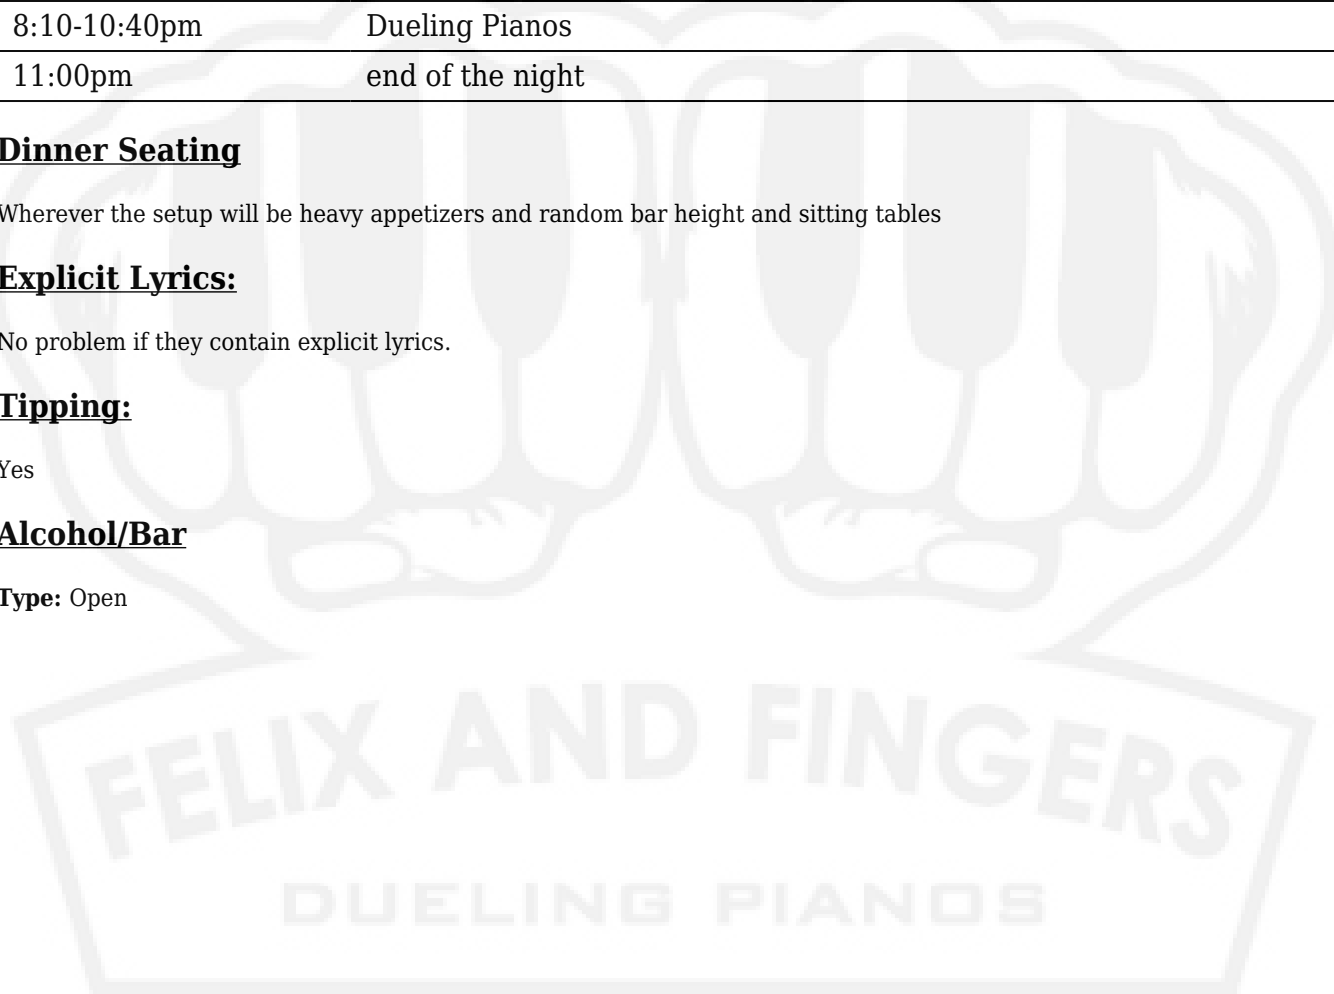 8:10-10:40pm Dueling Pianos
11:00pm end of the night
Dinner Seating
Wherever the setup will be heavy appetizers and random bar height and sitting tables
Explicit Lyrics:
No problem if they contain explicit lyrics.
Tipping:
Yes
Alcohol/Bar
Type: Open
FELIX AND FINGERS
DUELING PIANOS